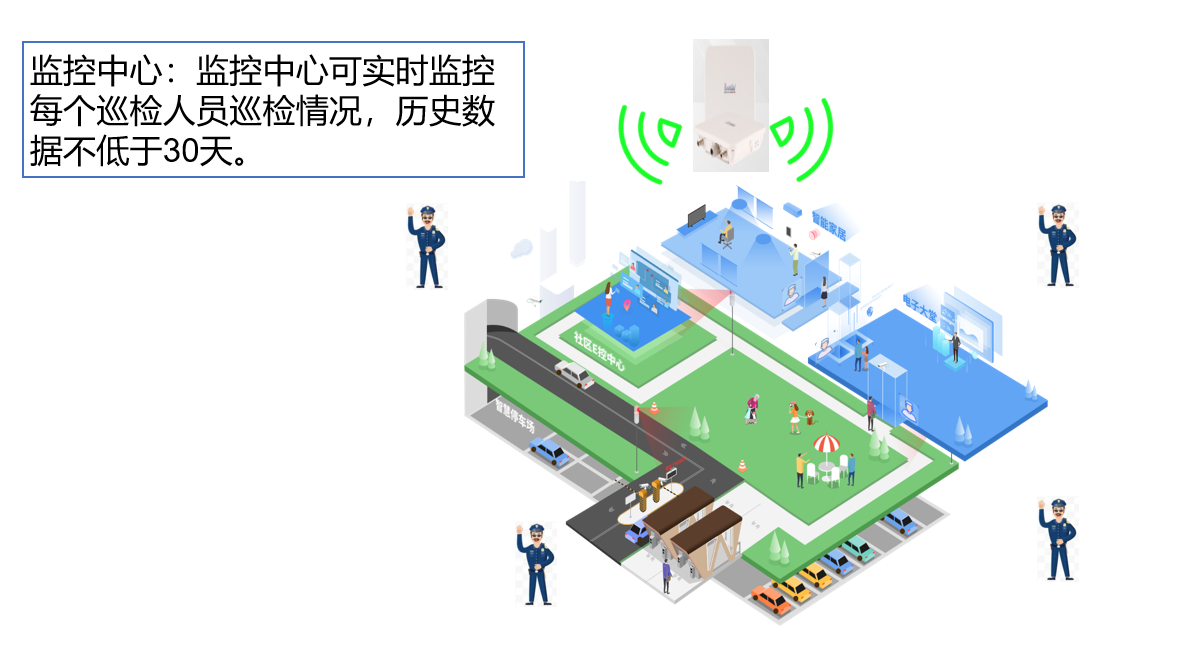 监控中心：监控中心可实时监控
每个巡检人员巡检情况，历史数
据不低于30天。
智能家居
电子大堂
社区E控中心
智慧停车场